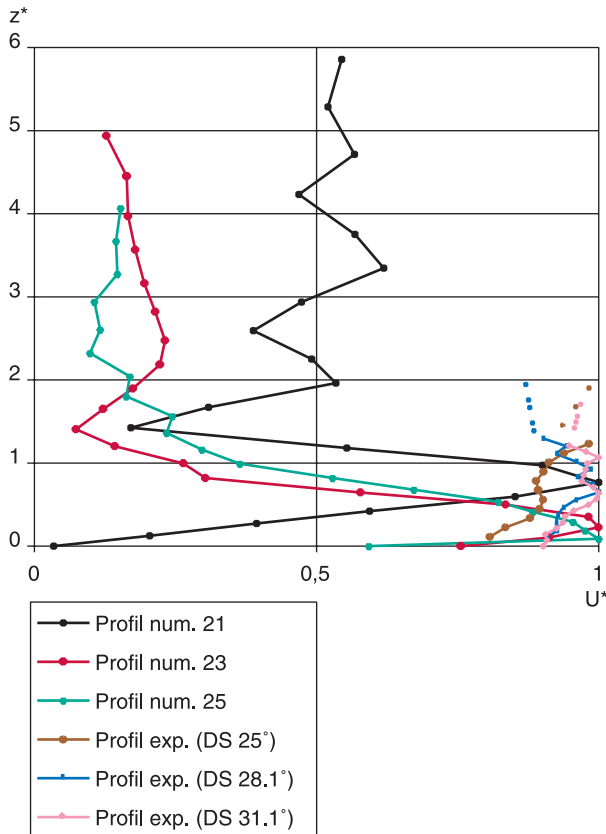 z*
6
5
4
3
2
1
0
0 0,5 1
U*
Profil num. 21
Profil num. 23
Profil num. 25
Profil exp. (DS 25°)
Profil exp. (DS 28.1°)
Profil exp. (DS 31.1°)